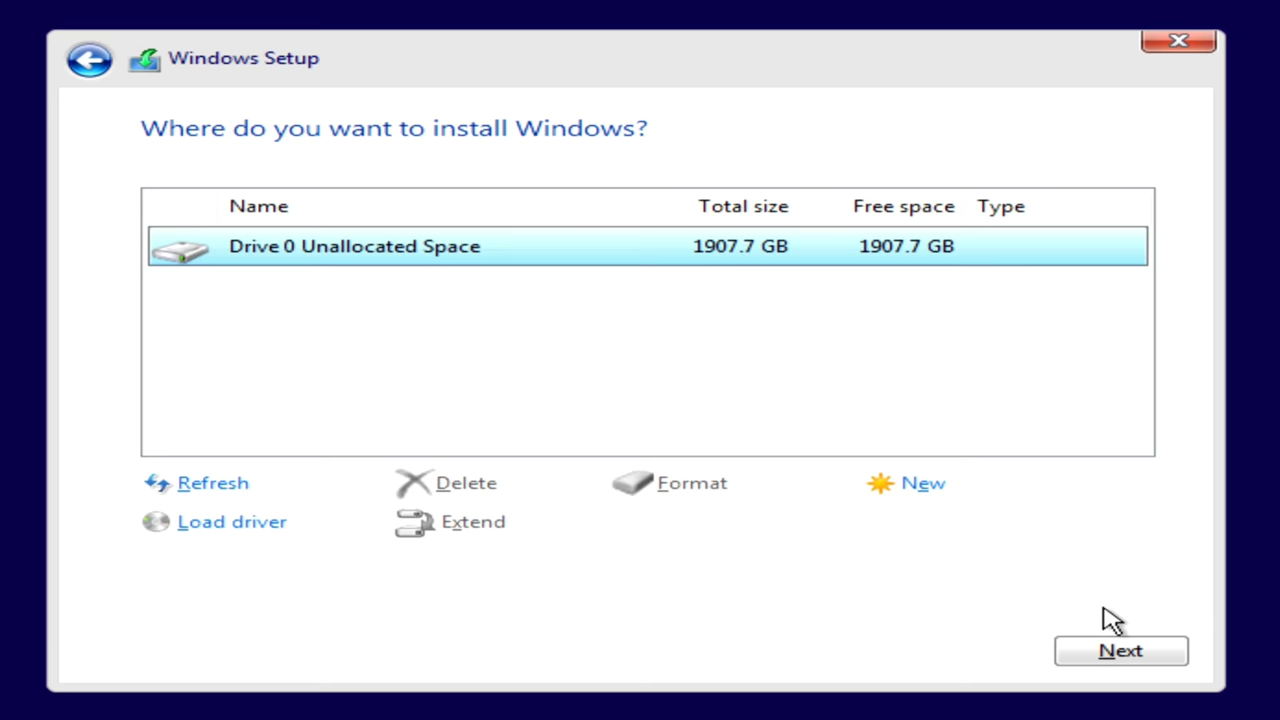 Windows Setup
Where do you want to install Windows?
Name Total size Free space Type
Drive 0 Unallocated Space 1907.7 GB 1907.7 GB
Refresh Delete Format New
Load driver Extend
Next